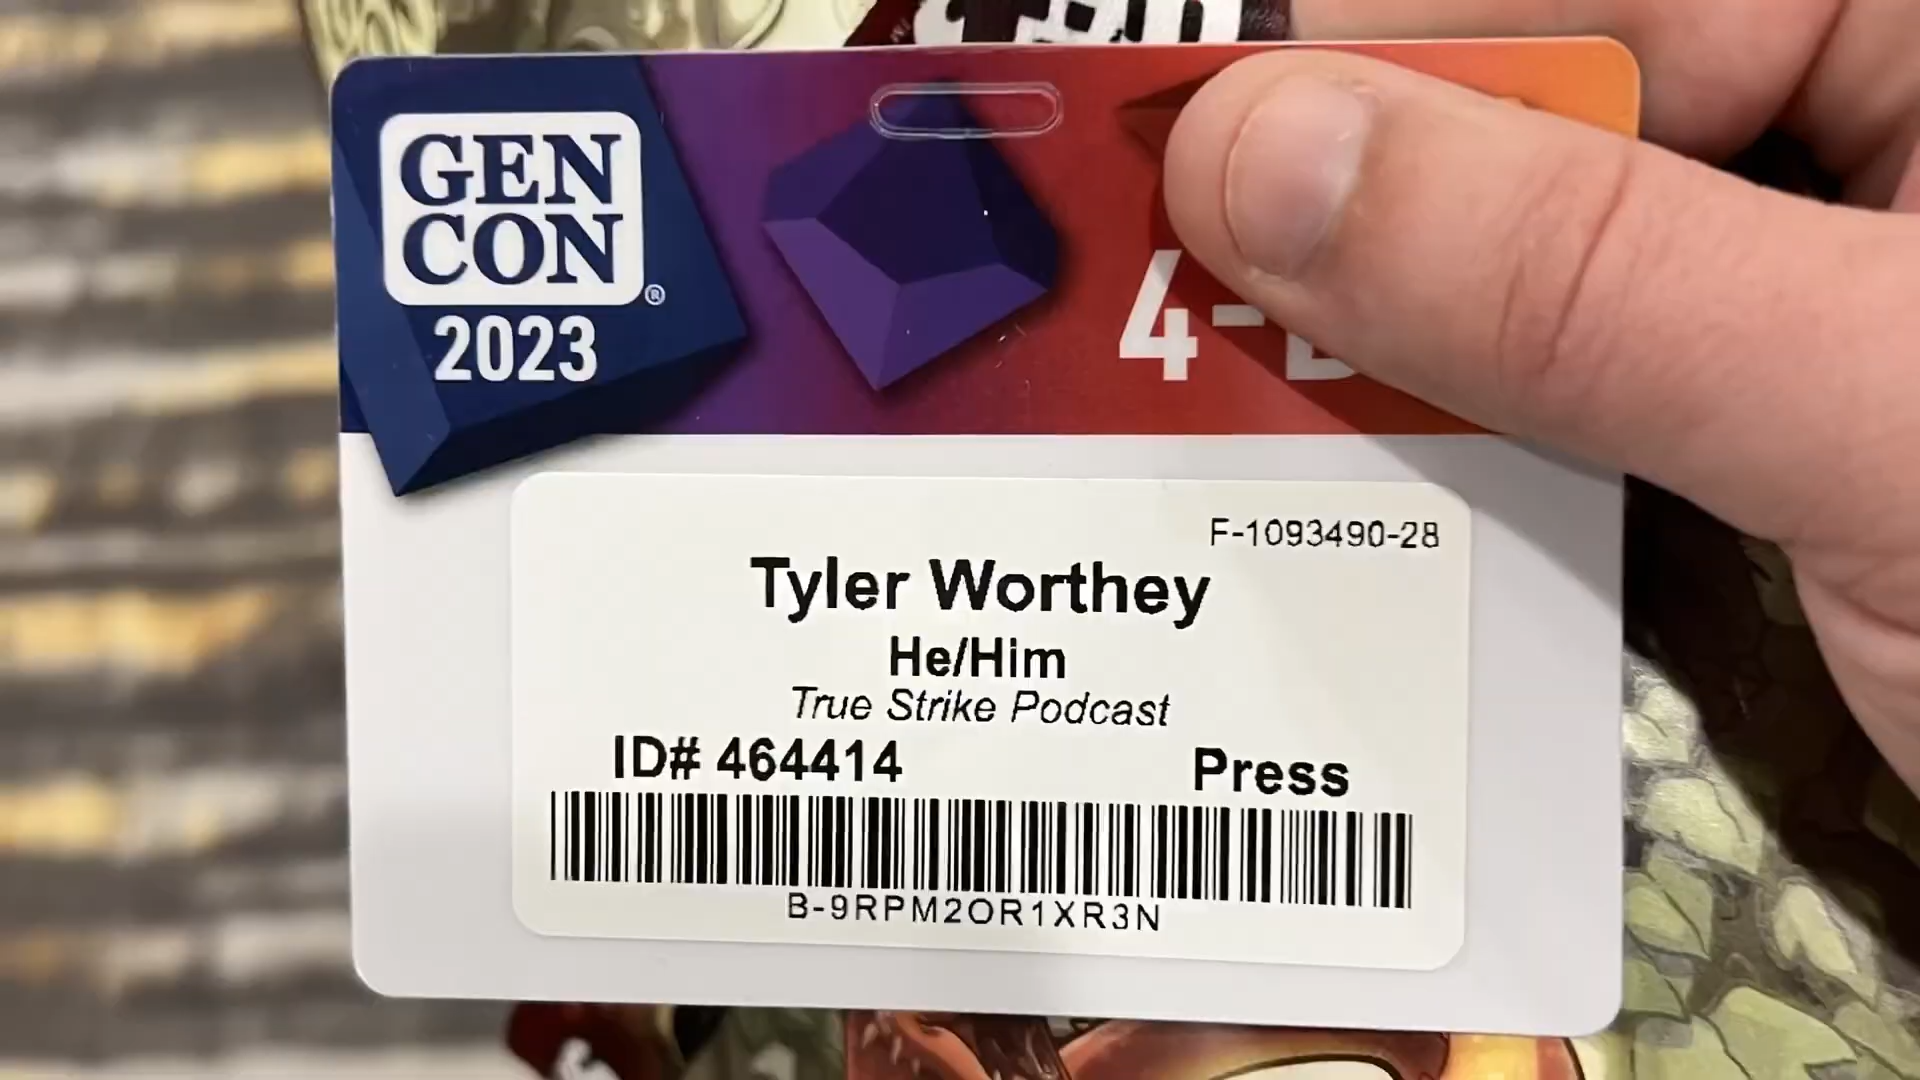 GEN
CON
®
2023
4-
F-1093490-28
Tyler Worthey
He/Him
True Strike Podcast
ID# 464414
Press
B-9RPM2OR1XR3N